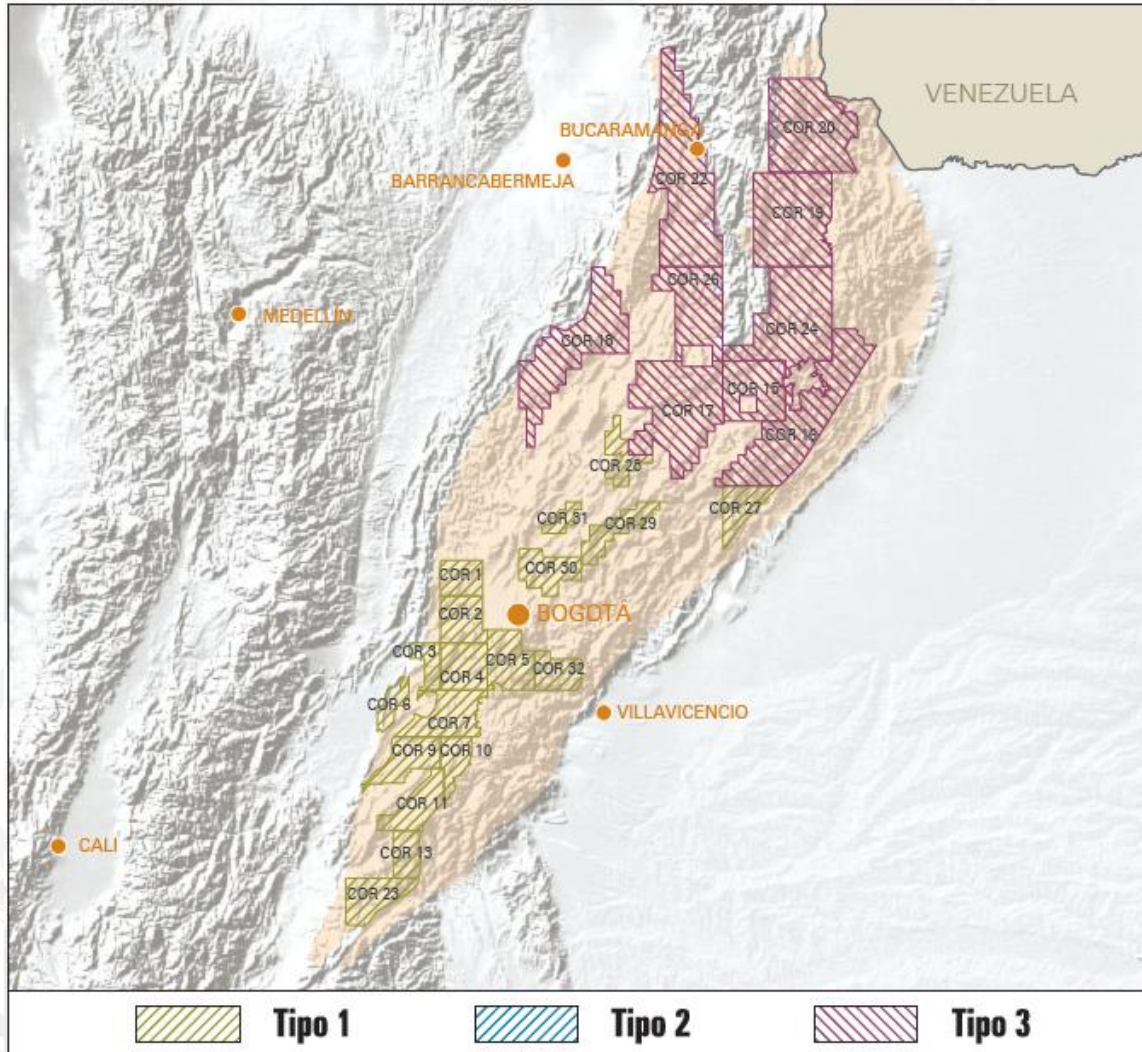 VENEZUELA
BUCARAMANGA
COR 20
BARRANCABERMEJA
COR 22
COR 19
COR 26
MEDELLÍN
COR 24
COR 18
COR 15
COR 17
COR 16
COR 28
COR 27
COR 31
COR 29
COR 30
COR 1
COR 2
BOGOTÁ
COR 3
COR 5
COR 32
COR 4
COR 6
VILLAVICENCIO
COR 7
COR 9
COR 10
COR 11
CALI
COR 13
COR 23
Tipo 1
Tipo 2
Tipo 3